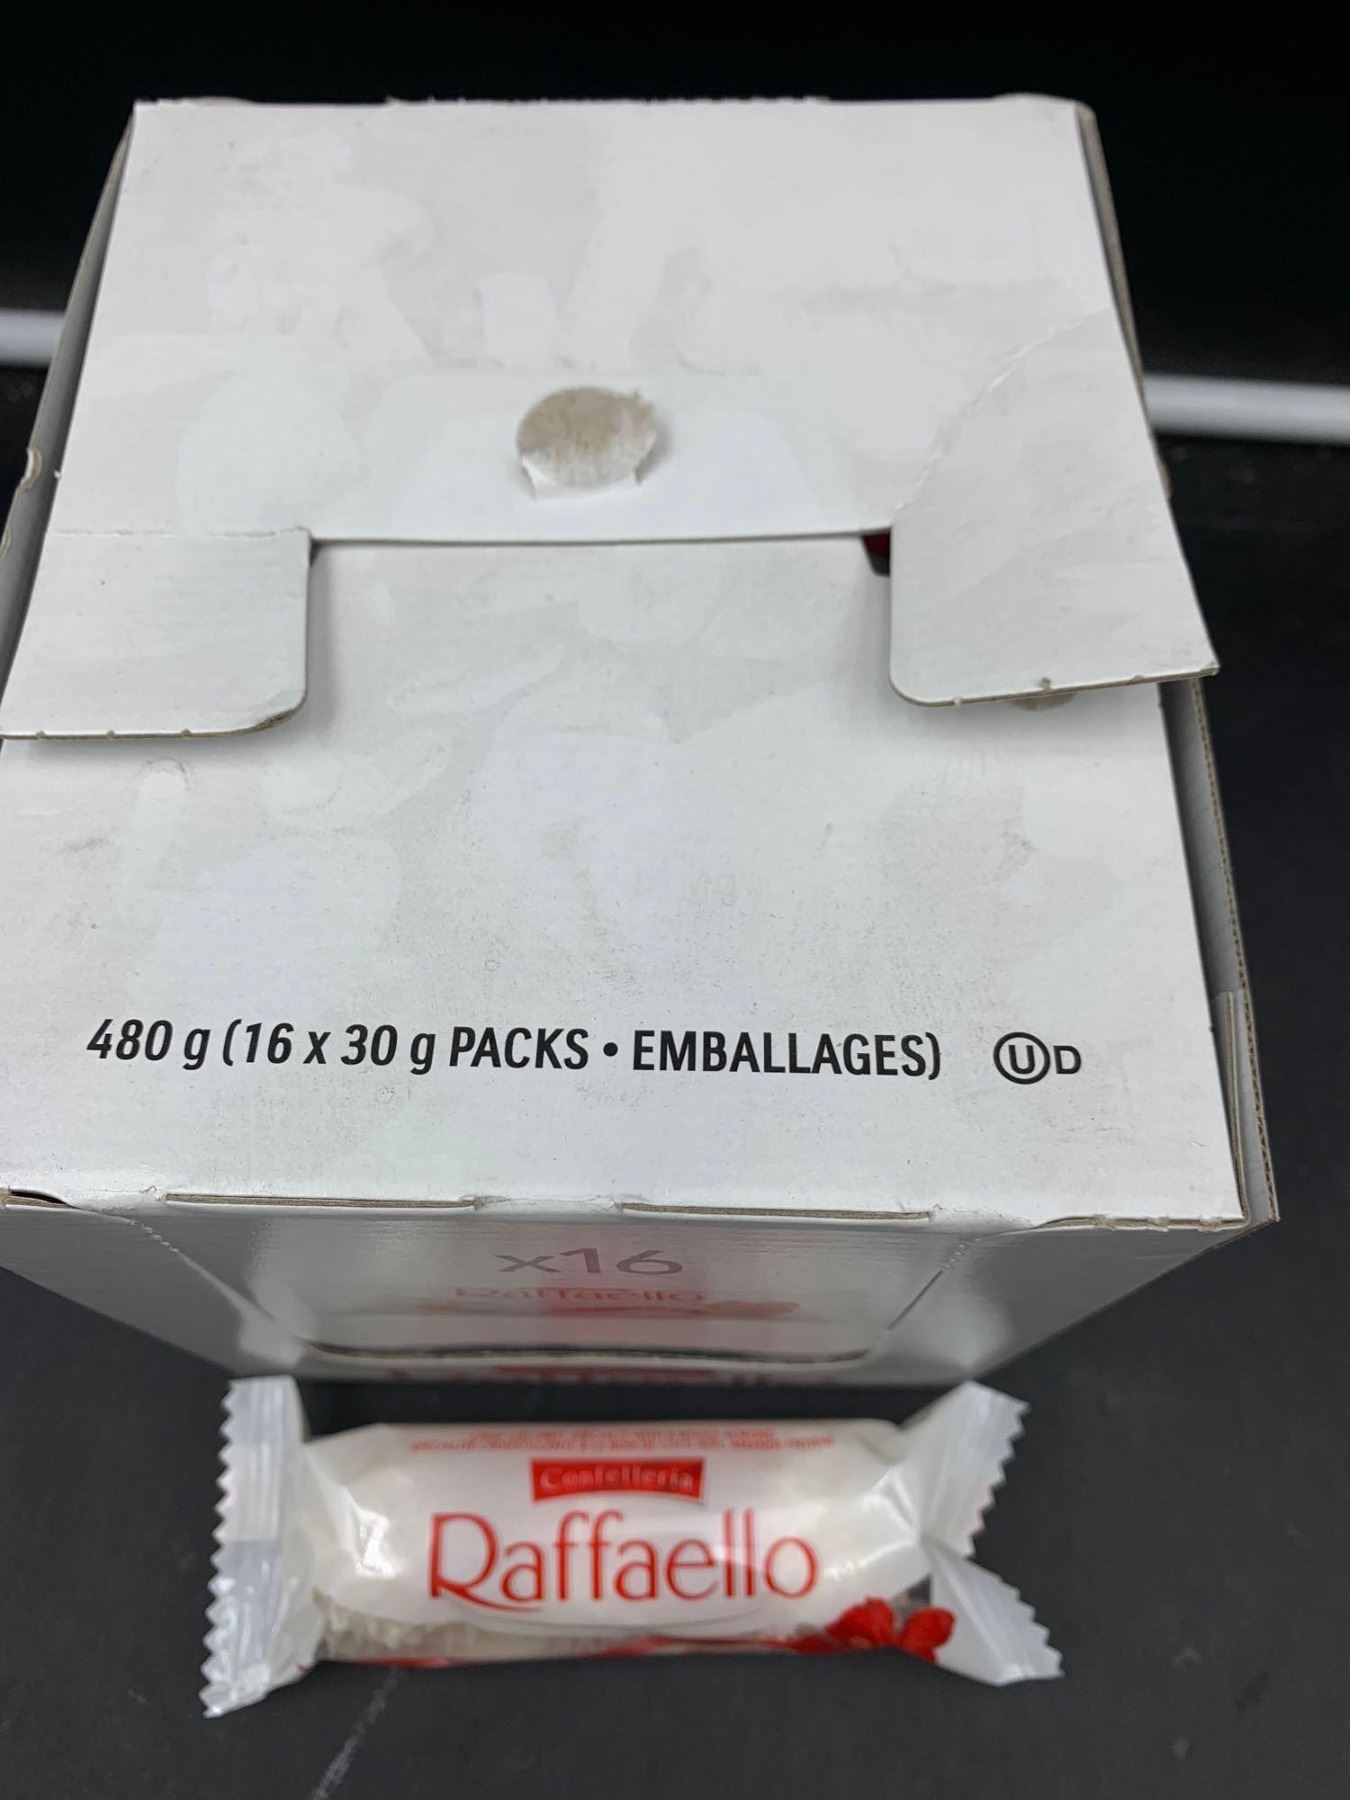 480 g (16 x 30 g PACKS • EMBALLAGES) ⓊD
x16
Raffaello
Confetteria
Raffaello